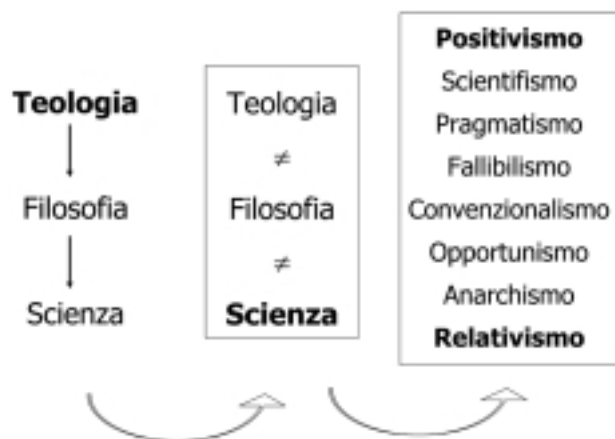 Teologia
Filosofia
Scienza
Teologia
≠
Filosofia
≠
Scienza
Positivismo
Scientifismo
Pragmatismo
Fallibilismo
Convenzionalismo
Opportunismo
Anarchismo
Relativismo